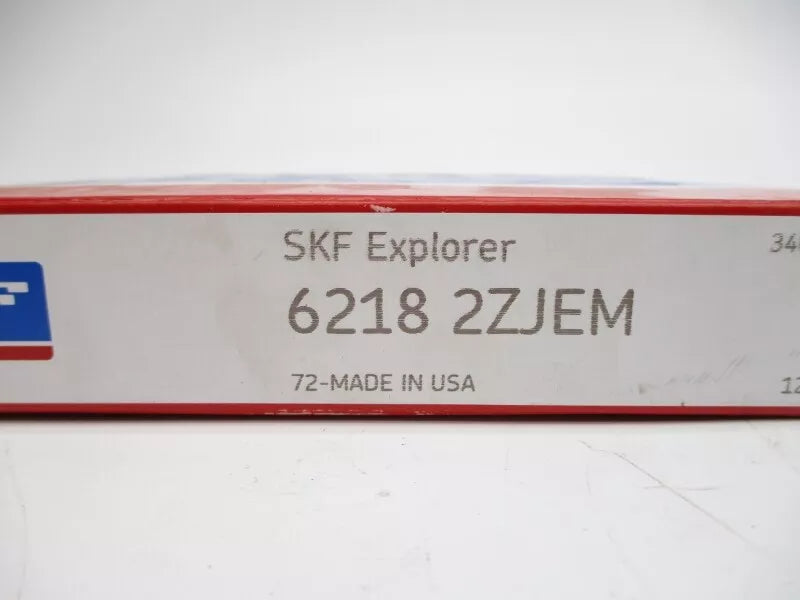 SKF Explorer
6218 2ZJEM
72-MADE IN USA